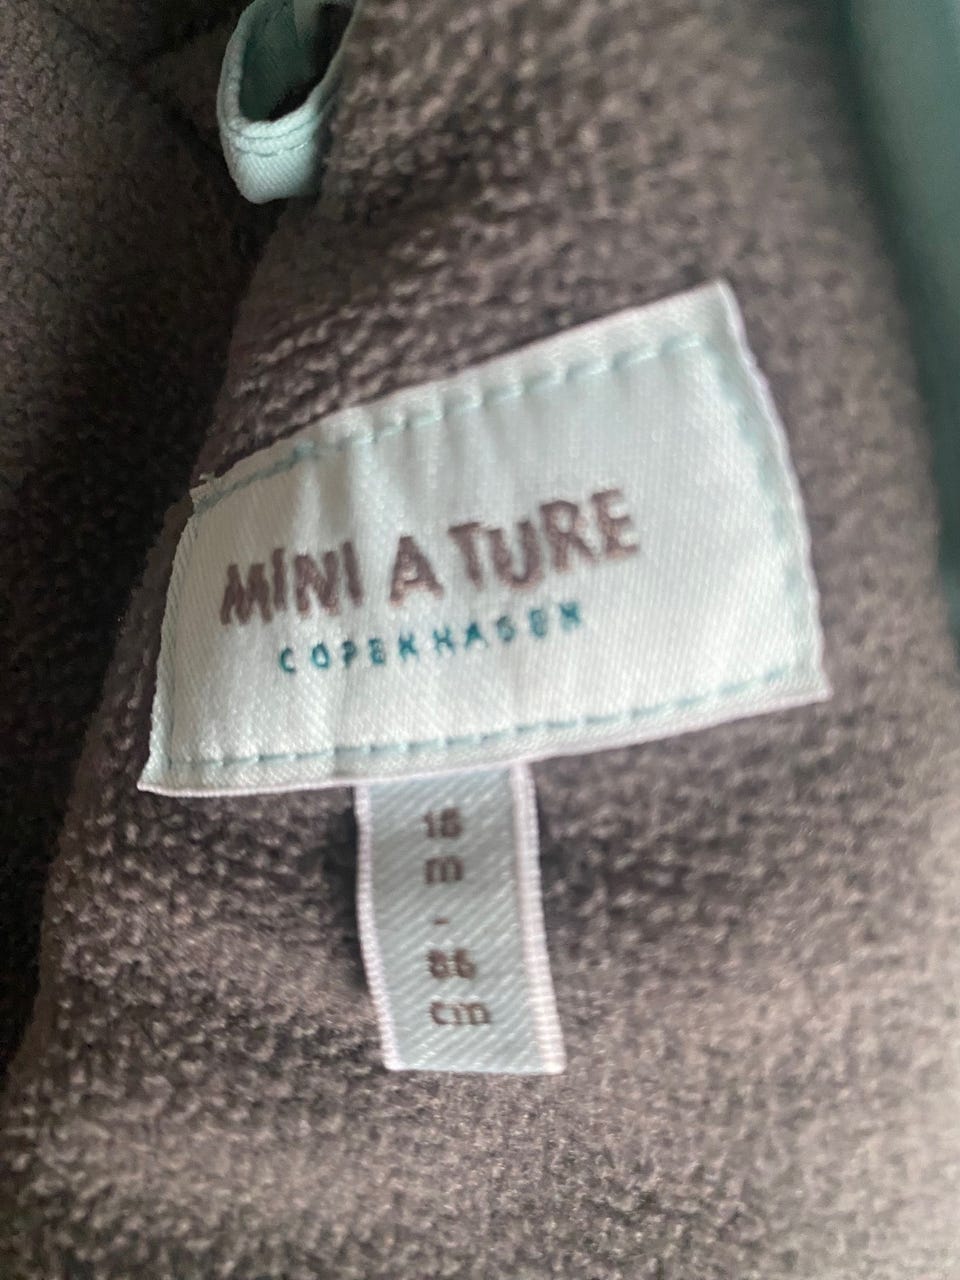 MINI A TURE
COPENHAGEN
18
m
-
86
cm